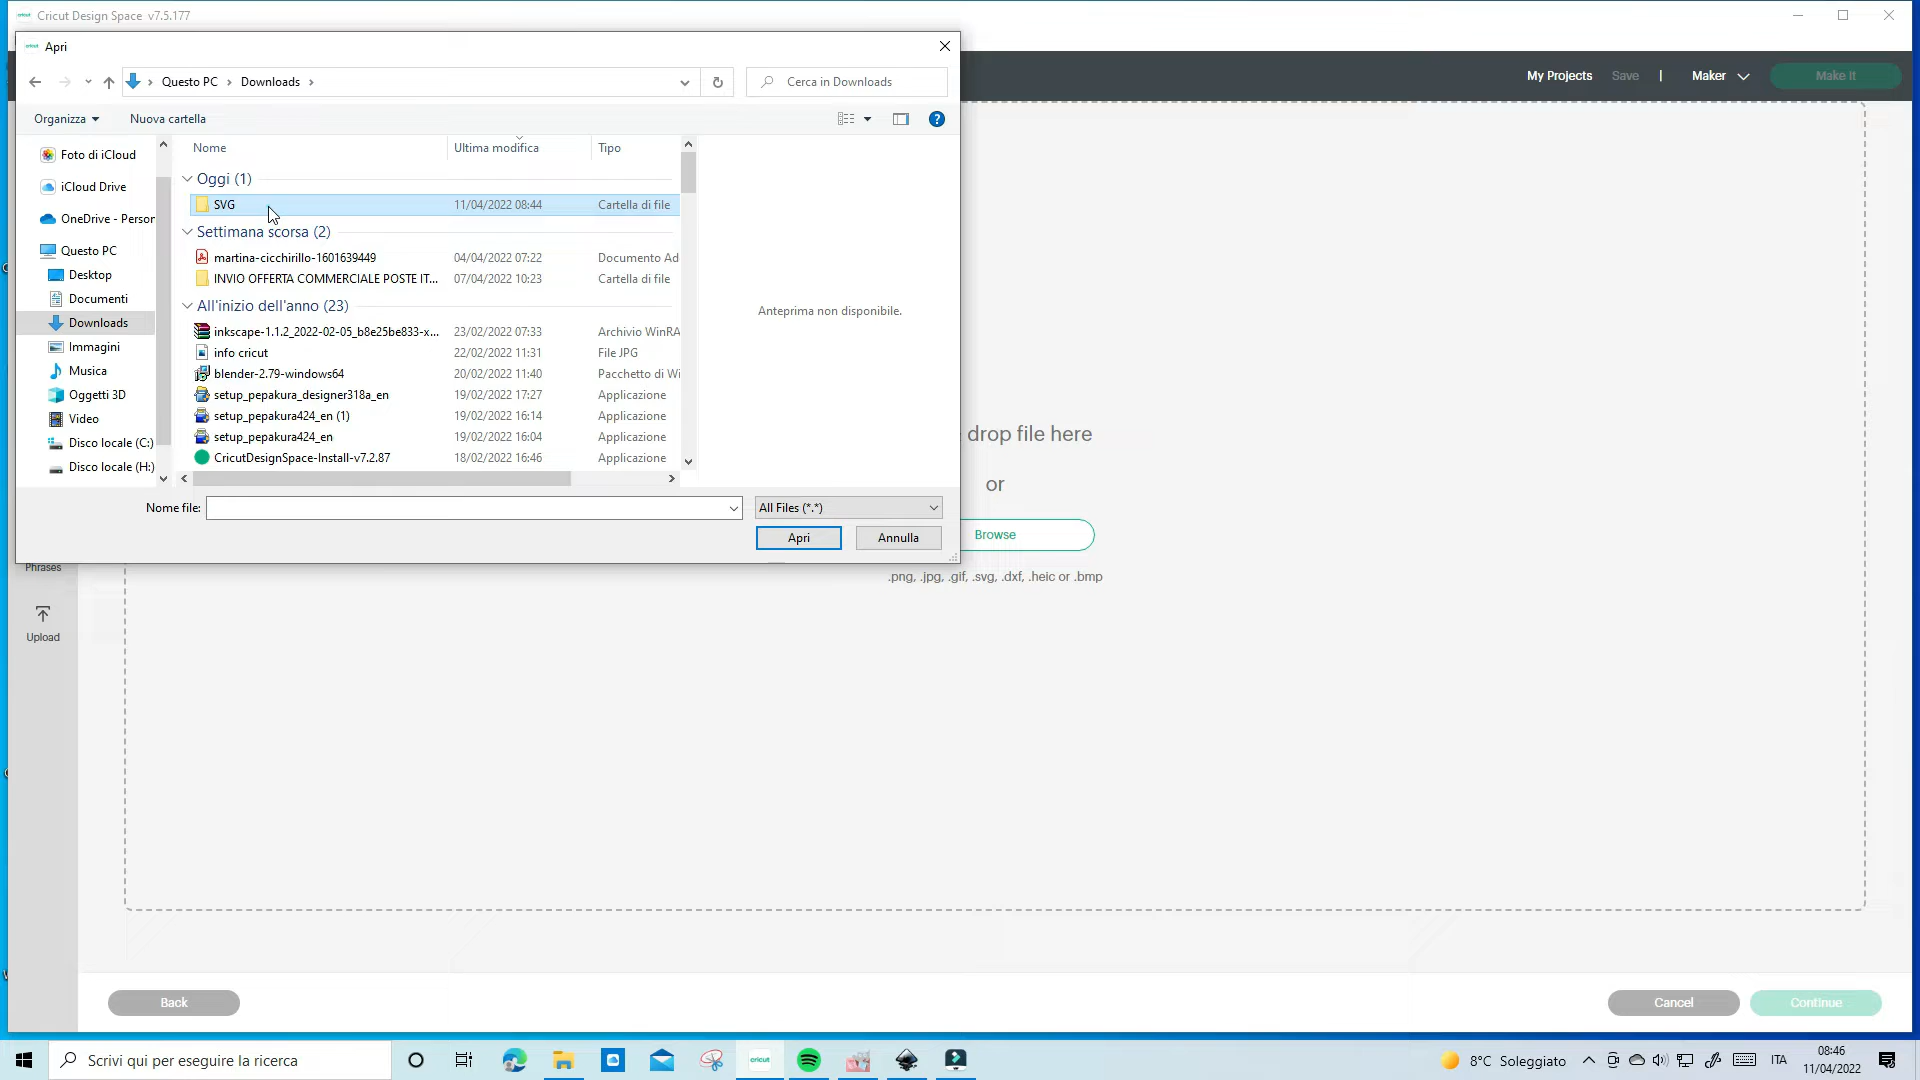 cricut Cricut Design Space v7.5.177
cricut Apri
Questo PC
Downloads
Cerca in Downloads
My Projects
Save
|
Maker
Make It
Organizza
Nuova cartella
Foto di iCloud
iCloud Drive
OneDrive - Person
Questo PC
Desktop
Documenti
Downloads
Immagini
Musica
Oggetti 3D
Video
Disco locale (C:)
Disco locale (H:)
Nome Ultima modifica Tipo
Oggi (1)
SVG 11/04/2022 08:44 Cartella di file
Settimana scorsa (2)
martina-cicchirillo-1601639449 04/04/2022 07:22 Documento Ad
INVIO OFFERTA COMMERCIALE POSTE IT... 07/04/2022 10:23 Cartella di file
All'inizio dell'anno (23)
inkscape-1.1.2_2022-02-05_b8e25be833-x... 23/02/2022 07:33 Archivio WinRA
info cricut 22/02/2022 11:31 File JPG
blender-2.79-windows64 20/02/2022 11:40 Pacchetto di Wi
setup_pepakura_designer318a_en 19/02/2022 17:27 Applicazione
setup_pepakura424_en (1) 19/02/2022 16:14 Applicazione
setup_pepakura424_en 19/02/2022 16:04 Applicazione
CricutDesignSpace-Install-v7.2.87 18/02/2022 16:46 Applicazione
Anteprima non disponibile.
Nome file:
All Files (*.*)
Apri
Annulla
drop file here
or
Browse
.png, .jpg, .gif, .svg, .dxf, .heic or .bmp
Phrases
Upload
Back
Cancel
Continue
Scrivi qui per eseguire la ricerca
cricut
8°C Soleggiato
ITA
08:46
11/04/2022